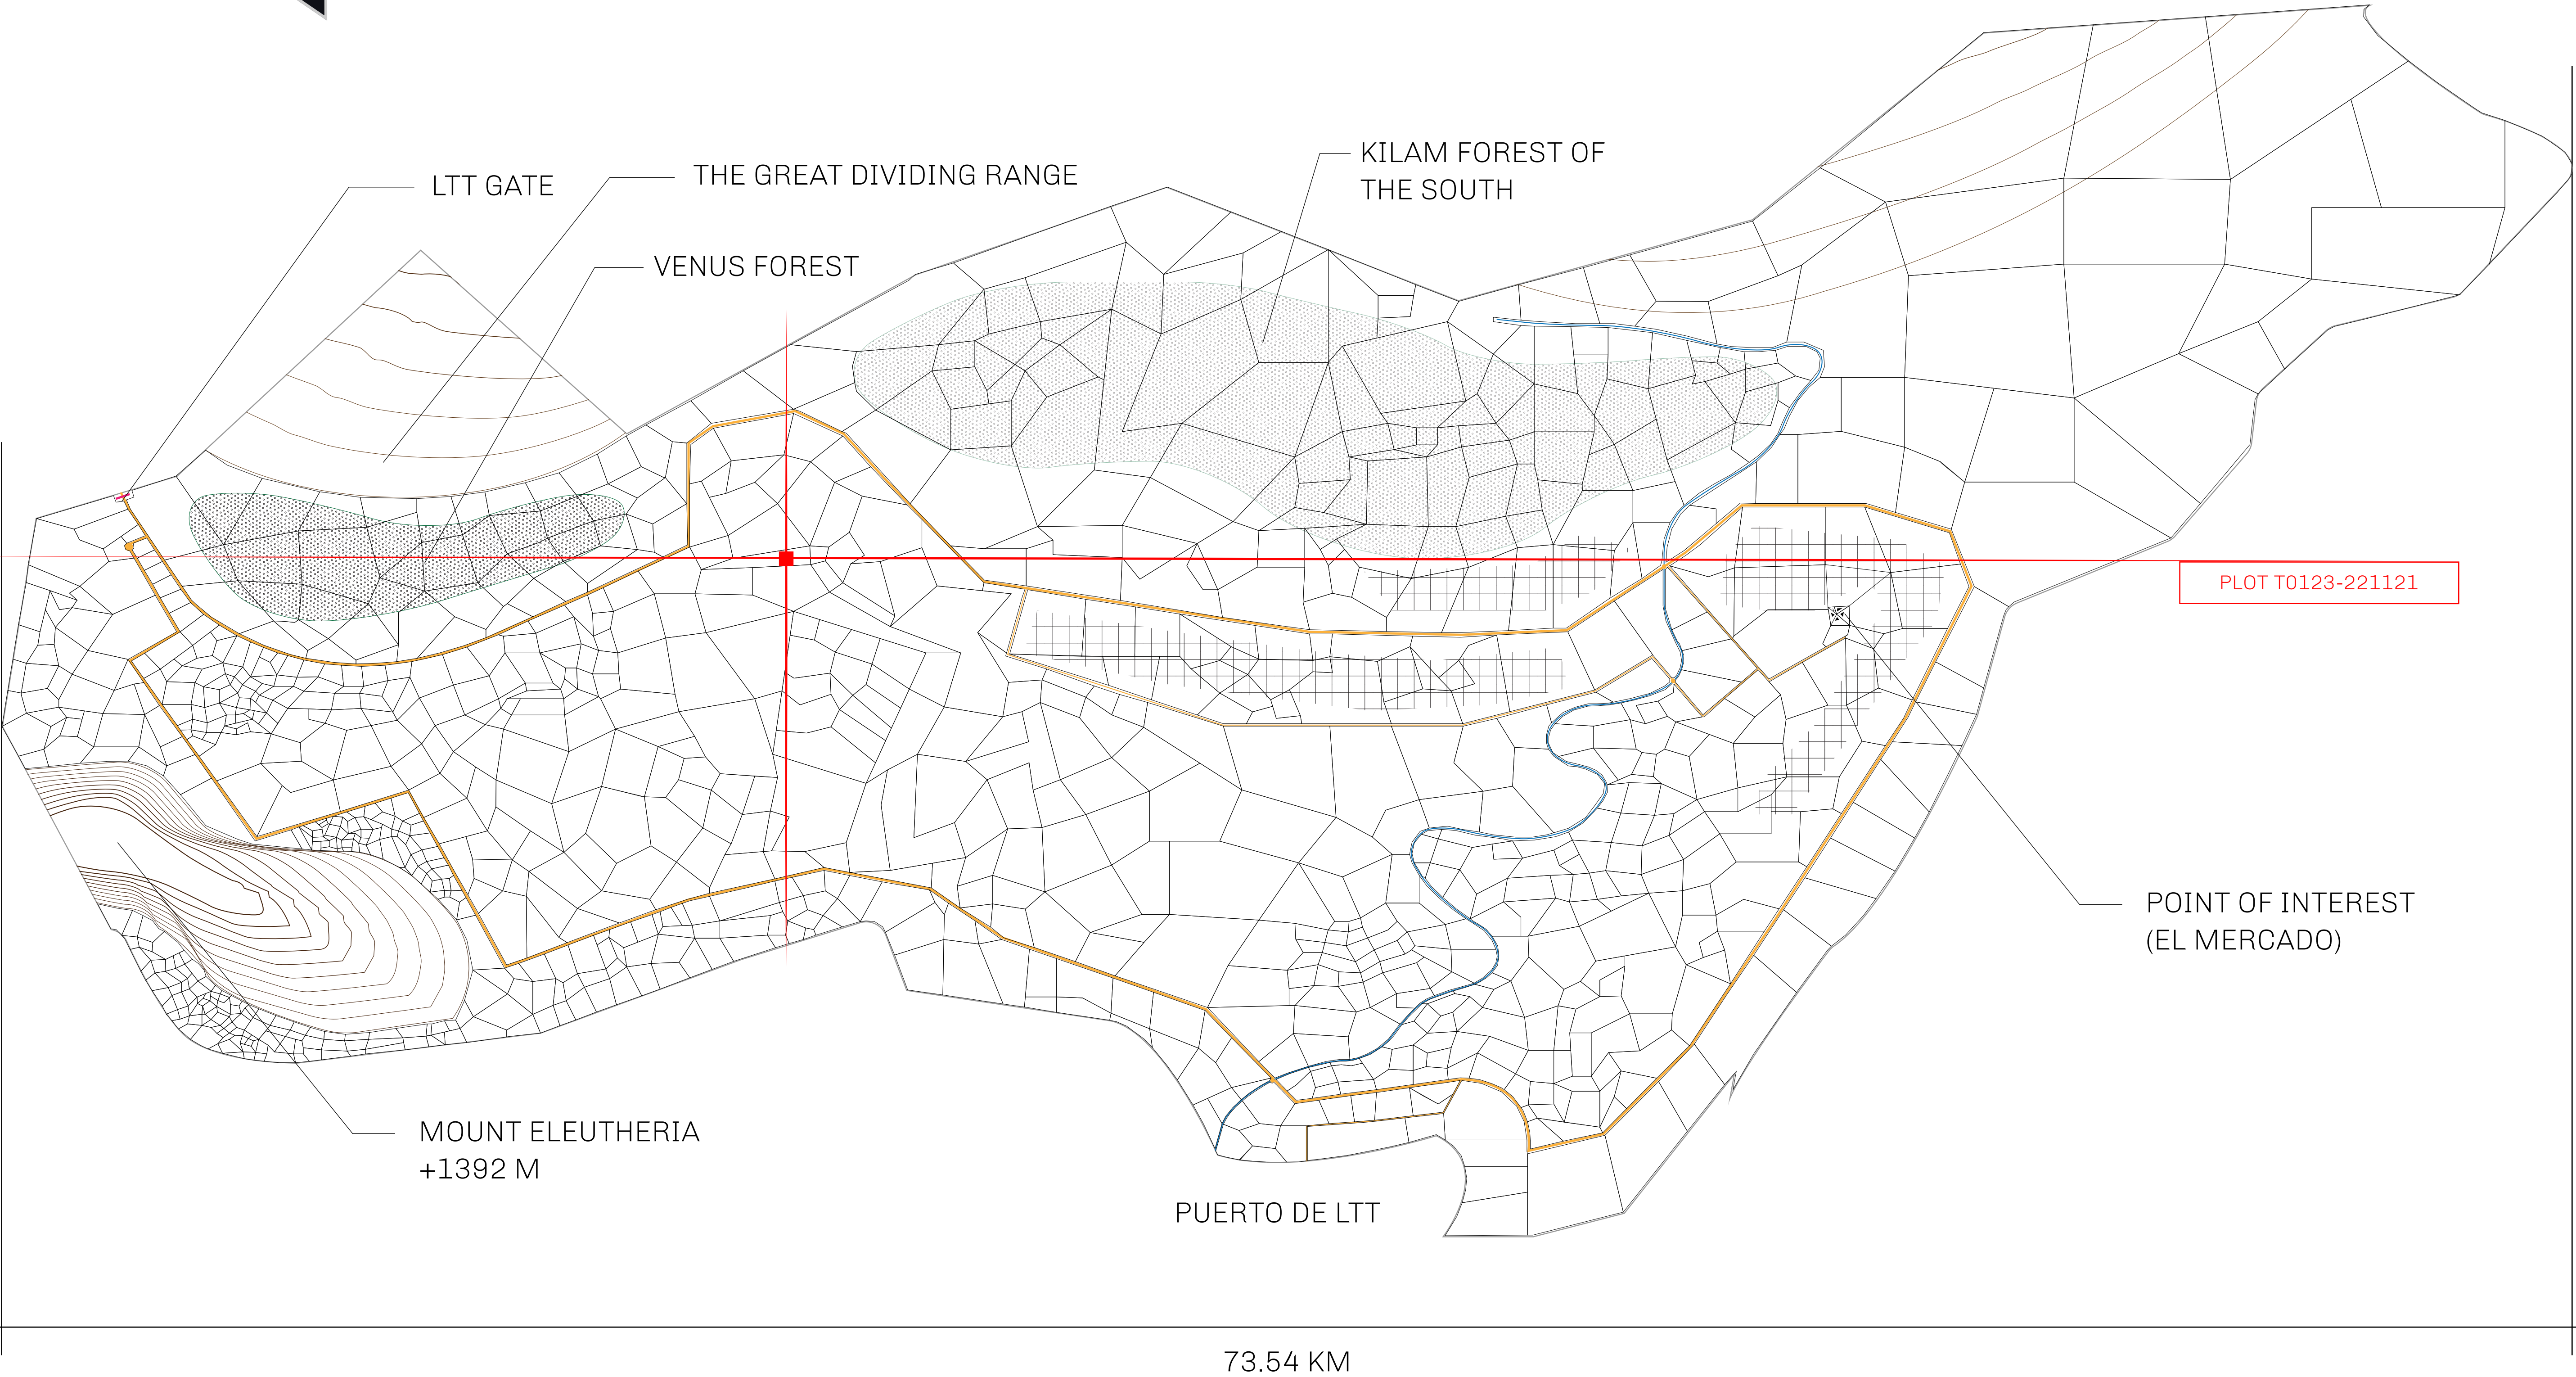 KILAM FOREST OF
THE SOUTH
THE GREAT DIVIDING RANGE
LTT GATE
VENUS FOREST
PLOT T0123-221121
POINT OF INTEREST
(EL MERCADO)
MOUNT ELEUTHERIA
+1392 M
PUERTO DE LTT
73.54 KM